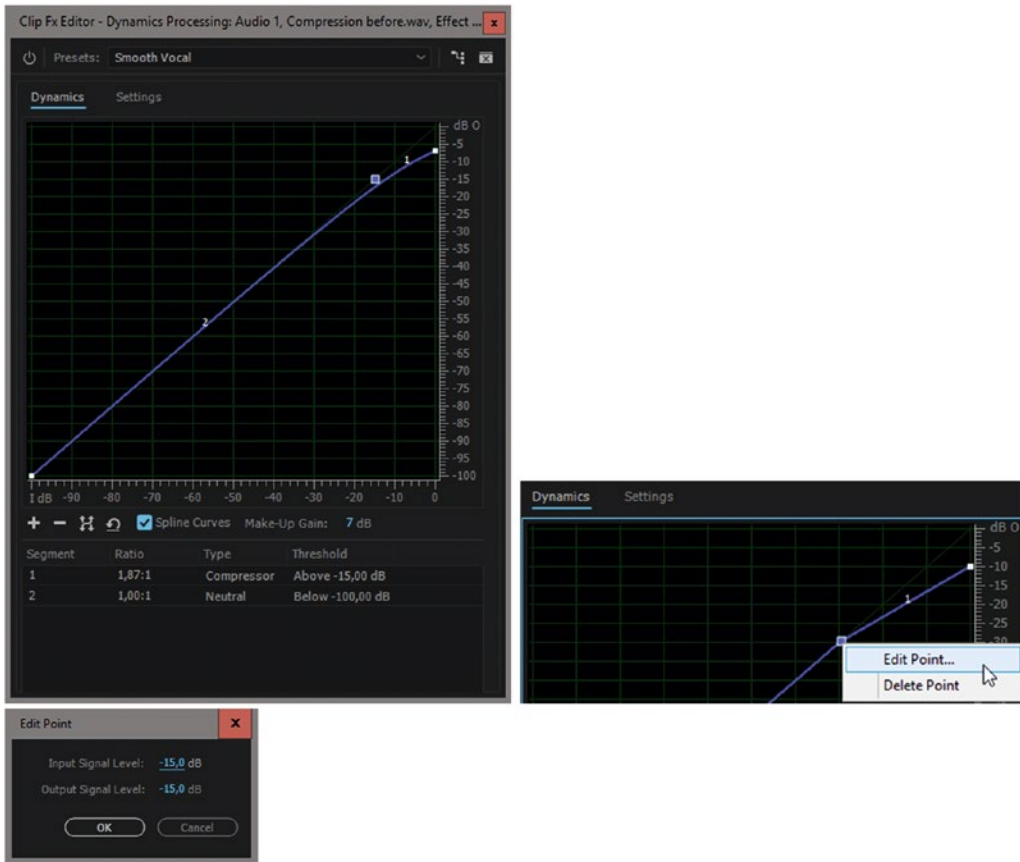 Clip Fx Editor - Dynamics Processing: Audio 1, Compression before.wav, Effect ... x
Presets: Smooth Vocal
Dynamics Settings
dB 0
-5
1
-10
-15
-20
-25
-30
-35
-40
-45
-50
2
-55
-60
-65
-70
-75
-80
-85
-90
-95
-100
I dB -90 -80 -70 -60 -50 -40 -30 -20 -10 0
Spline Curves Make-Up Gain: 7 dB
Segment Ratio Type Threshold
1 1,87:1 Compressor Above -15,00 dB
2 1,00:1 Neutral Below -100,00 dB
Dynamics Settings
dB 0
-5
-10
-15
1
-20
-25
-30
Edit Point...
Delete Point
Edit Point x
Input Signal Level: -15,0 dB
Output Signal Level: -15,0 dB
OK Cancel